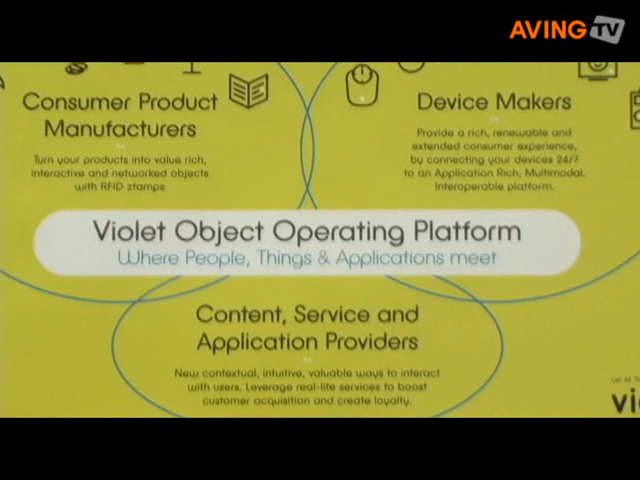 AVING TV
Consumer Product
Manufacturers
Turn your products into value rich,
interactive and networked objects
with RFID ztamps
Device Makers
Provide a rich, renewable and
extended consumer experience,
by connecting your devices 24/7
to an Application Rich, Multimodal,
Interoperable platform.
Violet Object Operating Platform
Where People, Things & Applications meet
Content, Service and
Application Providers
New contextual, intuitive, valuable ways to interact
with users. Leverage real-life services to boost
customer acquisition and create loyalty.
Let All Th
vi